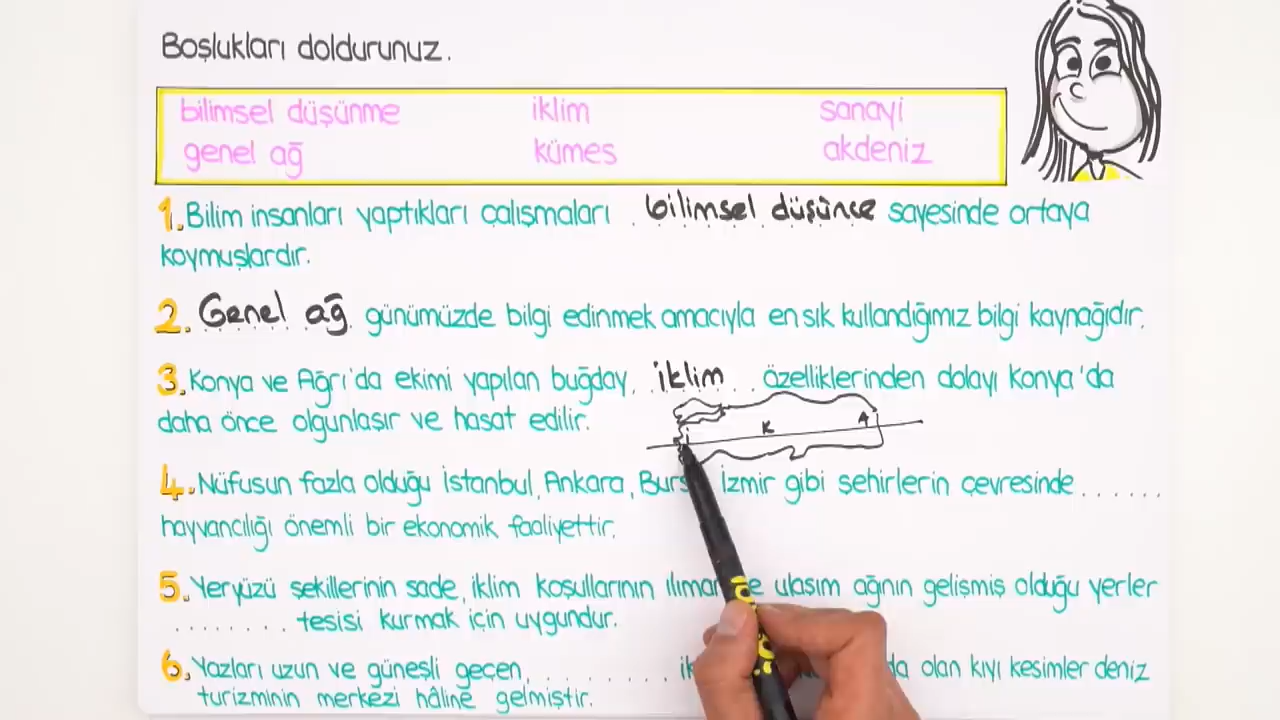 Boşlukları doldurunuz.
bilimsel düşünme iklim sanayi
genel ağ kümes akdeniz
1. Bilim insanları yaptıkları çalışmaları . bilimsel düşünce sayesinde ortaya
koymuşlardır.
2. Genel ağ günümüzde bilgi edinmek amacıyla en sık kullandığımız bilgi kaynağıdır.
3. Konya ve Ağrı'da ekimi yapılan buğday, iklim .. özelliklerinden dolayı Konya'da
daha önce olgunlaşır ve hasat edilir.
K A
4. Nüfusun fazla olduğu İstanbul, Ankara, Burs İzmir gibi şehirlerin çevresinde ......
hayvancılığı önemli bir ekonomik faaliyettir.
5. Yeryüzü şekillerinin sade, iklim koşullarının ılıman ulaşım ağının gelişmiş olduğu yerler
........ tesisi kurmak için uygundur.
6. Yazları uzun ve güneşli geçen, ......... ik olan kıyı kesimler deniz
turizminin merkezi hâline gelmiştir.